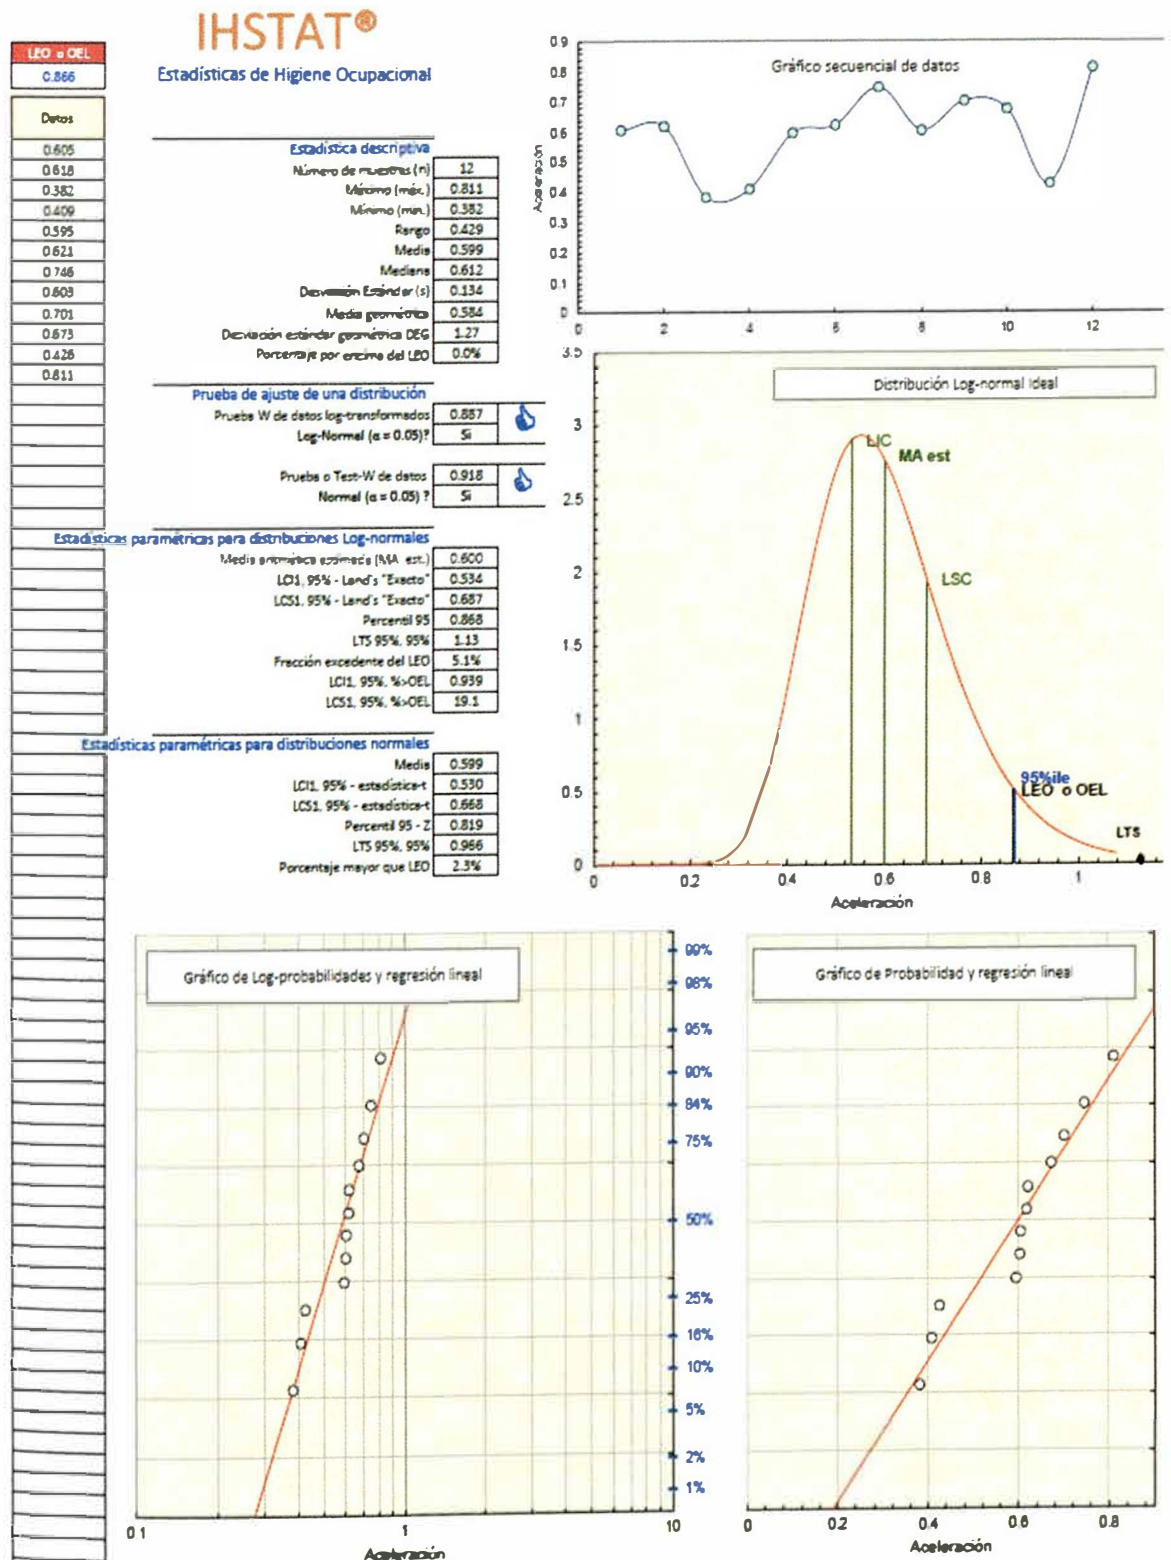 IHSTAT®
Estadísticas de Higiene Ocupacional
LEO o OEL
0.866
Datos
0.605
0.618
0.382
0.409
0.595
0.621
0.746
0.603
0.701
0.673
0.426
0.811
Estadística descriptiva
Número de muestras (n) 12
Máximo (máx.) 0.811
Mínimo (min.) 0.382
Rango 0.429
Media 0.599
Mediana 0.612
Desviación Estándar (s) 0.134
Media geométrica 0.584
Desviación estándar geométrica DEG 1.27
Porcentaje por encima del LEO 0.0%
Prueba de ajuste de una distribución
Prueba W de datos log-transformados 0.887
Log-Normal (α = 0.05)? Si
Prueba o Test-W de datos 0.918
Normal (α = 0.05) ? Si
Estadísticas paramétricas para distribuciones Log-normales
Media aritmética estimada (MA est.) 0.600
LCI1, 95% - Land's "Exacto" 0.534
LCS1, 95% - Land's "Exacto" 0.687
Percentil 95 0.868
LTS 95%, 95% 1.13
Fracción excedente del LEO 5.1%
LCI1, 95%, %>OEL 0.939
LCS1, 95%, %>OEL 19.1
Estadísticas paramétricas para distribuciones normales
Media 0.599
LCI1, 95% - estadística-t 0.530
LCS1, 95% - estadística-t 0.668
Percentil 95 - Z 0.819
LTS 95%, 95% 0.966
Porcentaje mayor que LEO 2.3%
Gráfico secuencial de datos
Aceleración
0.9
0.8
0.7
0.6
0.5
0.4
0.3
0.2
0.1
0
0 2 4 6 8 10 12
Distribución Log-normal Ideal
3.5
3
2.5
2
1.5
1
0.5
0
LIC
MA est
LSC
95%ile
LEO o OEL
LTS
0 0.2 0.4 0.6 0.8 1
Aceleración
Gráfico de Log-probabilidades y regresión lineal
99%
98%
95%
90%
84%
75%
50%
25%
16%
10%
5%
2%
1%
0.1 1 10
Aceleración
Gráfico de Probabilidad y regresión lineal
0 0.2 0.4 0.6 0.8
Aceleración